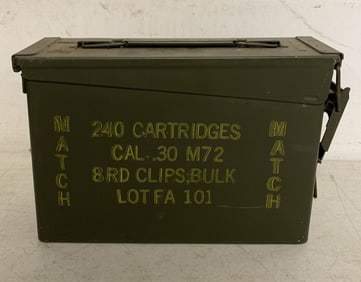 MATCH
240 CARTRIDGES
CAL..30 M72
8RD CLIPS;BULK
LOT FA 101
MATCH